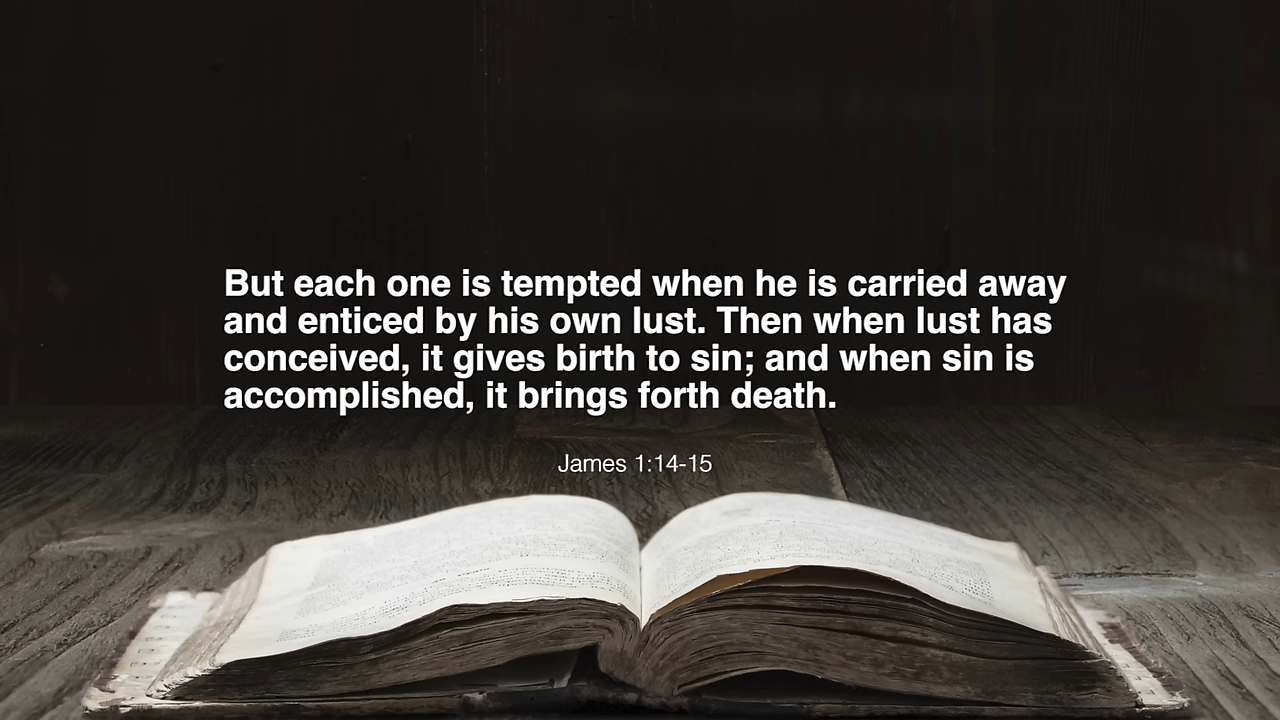 But each one is tempted when he is carried away
and enticed by his own lust. Then when lust has
conceived, it gives birth to sin; and when sin is
accomplished, it brings forth death.
James 1:14-15